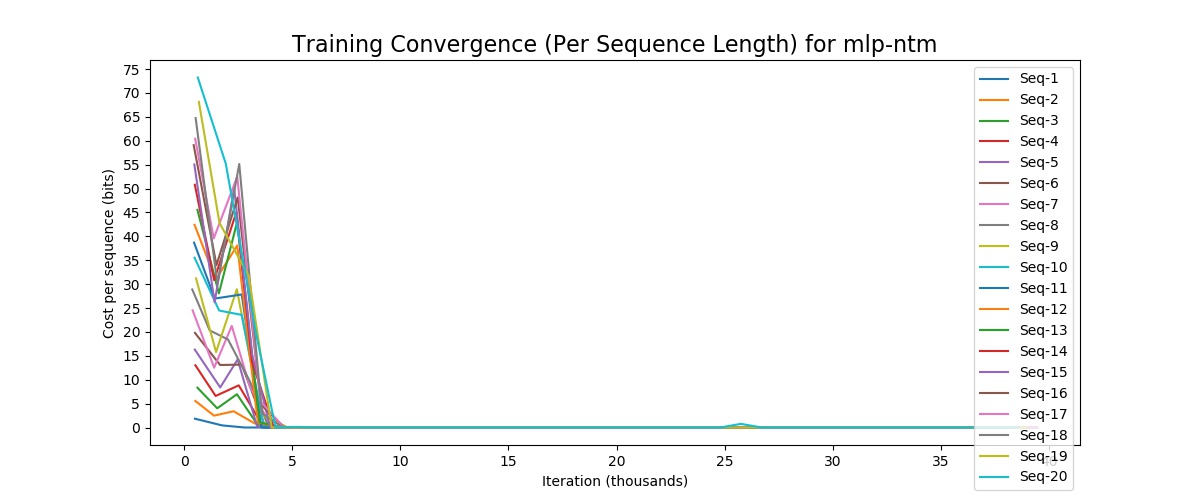 Training Convergence (Per Sequence Length) for mlp-ntm
Cost per sequence (bits)
75
70
65
60
55
50
45
40
35
30
25
20
15
10
5
0
0 5 10 15 20 25 30 35 40
Iteration (thousands)
Seq-1
Seq-2
Seq-3
Seq-4
Seq-5
Seq-6
Seq-7
Seq-8
Seq-9
Seq-10
Seq-11
Seq-12
Seq-13
Seq-14
Seq-15
Seq-16
Seq-17
Seq-18
Seq-19
Seq-20